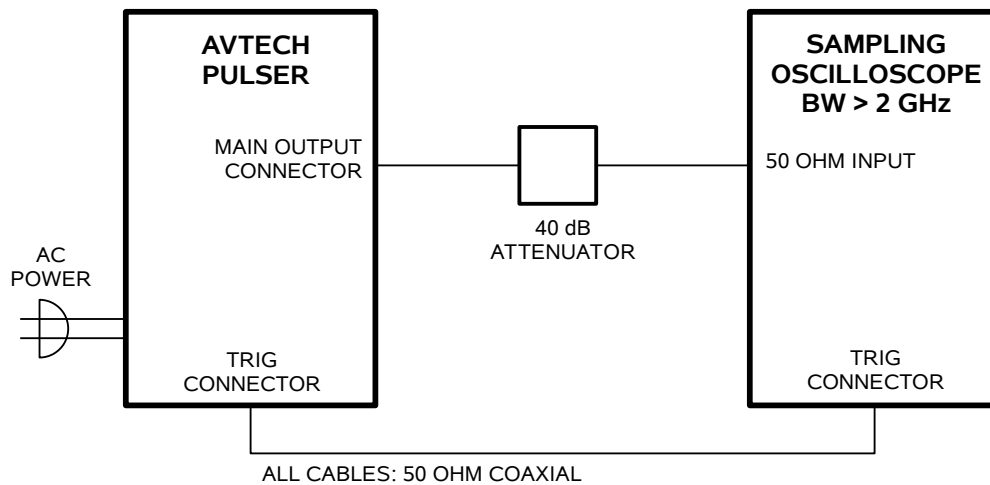 AVTECH
PULSER
SAMPLING
OSCILLOSCOPE
BW > 2 GHz
MAIN OUTPUT
CONNECTOR
50 OHM INPUT
40 dB
ATTENUATOR
AC
POWER
TRIG
CONNECTOR
TRIG
CONNECTOR
ALL CABLES: 50 OHM COAXIAL